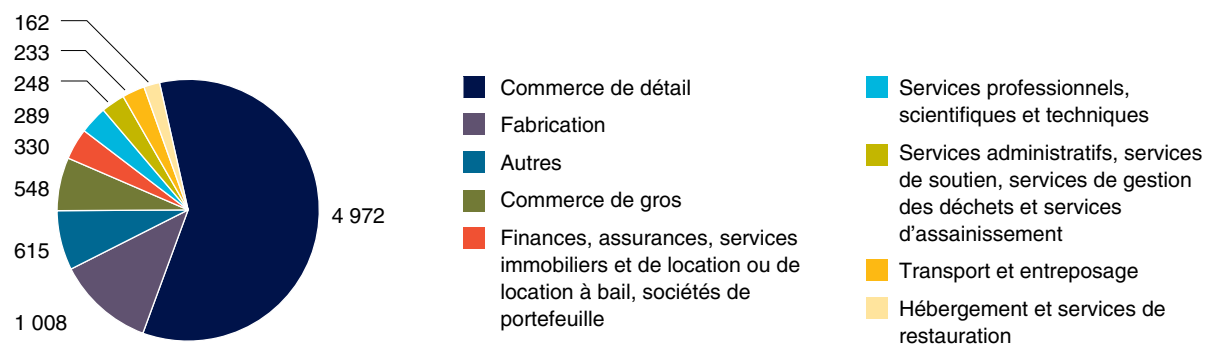 162
233
248
289
330
548
615
1 008
4 972
Commerce de détail
Fabrication
Autres
Commerce de gros
Finances, assurances, services
immobiliers et de location ou de
location à bail, sociétés de
portefeuille
Services professionnels,
scientifiques et techniques
Services administratifs, services
de soutien, services de gestion
des déchets et services
d’assainissement
Transport et entreposage
Hébergement et services de
restauration